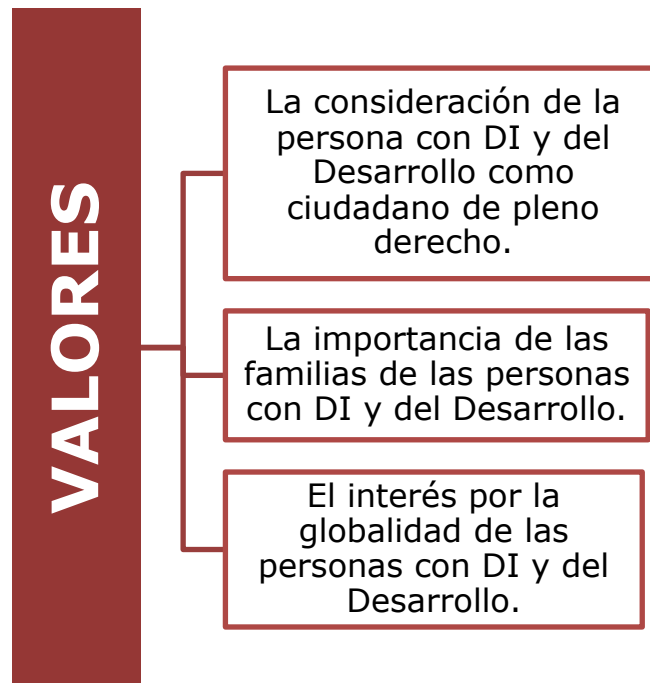 VALORES
La consideración de la
persona con DI y del
Desarrollo como
ciudadano de pleno
derecho.
La importancia de las
familias de las personas
con DI y del Desarrollo.
El interés por la
globalidad de las
personas con DI y del
Desarrollo.